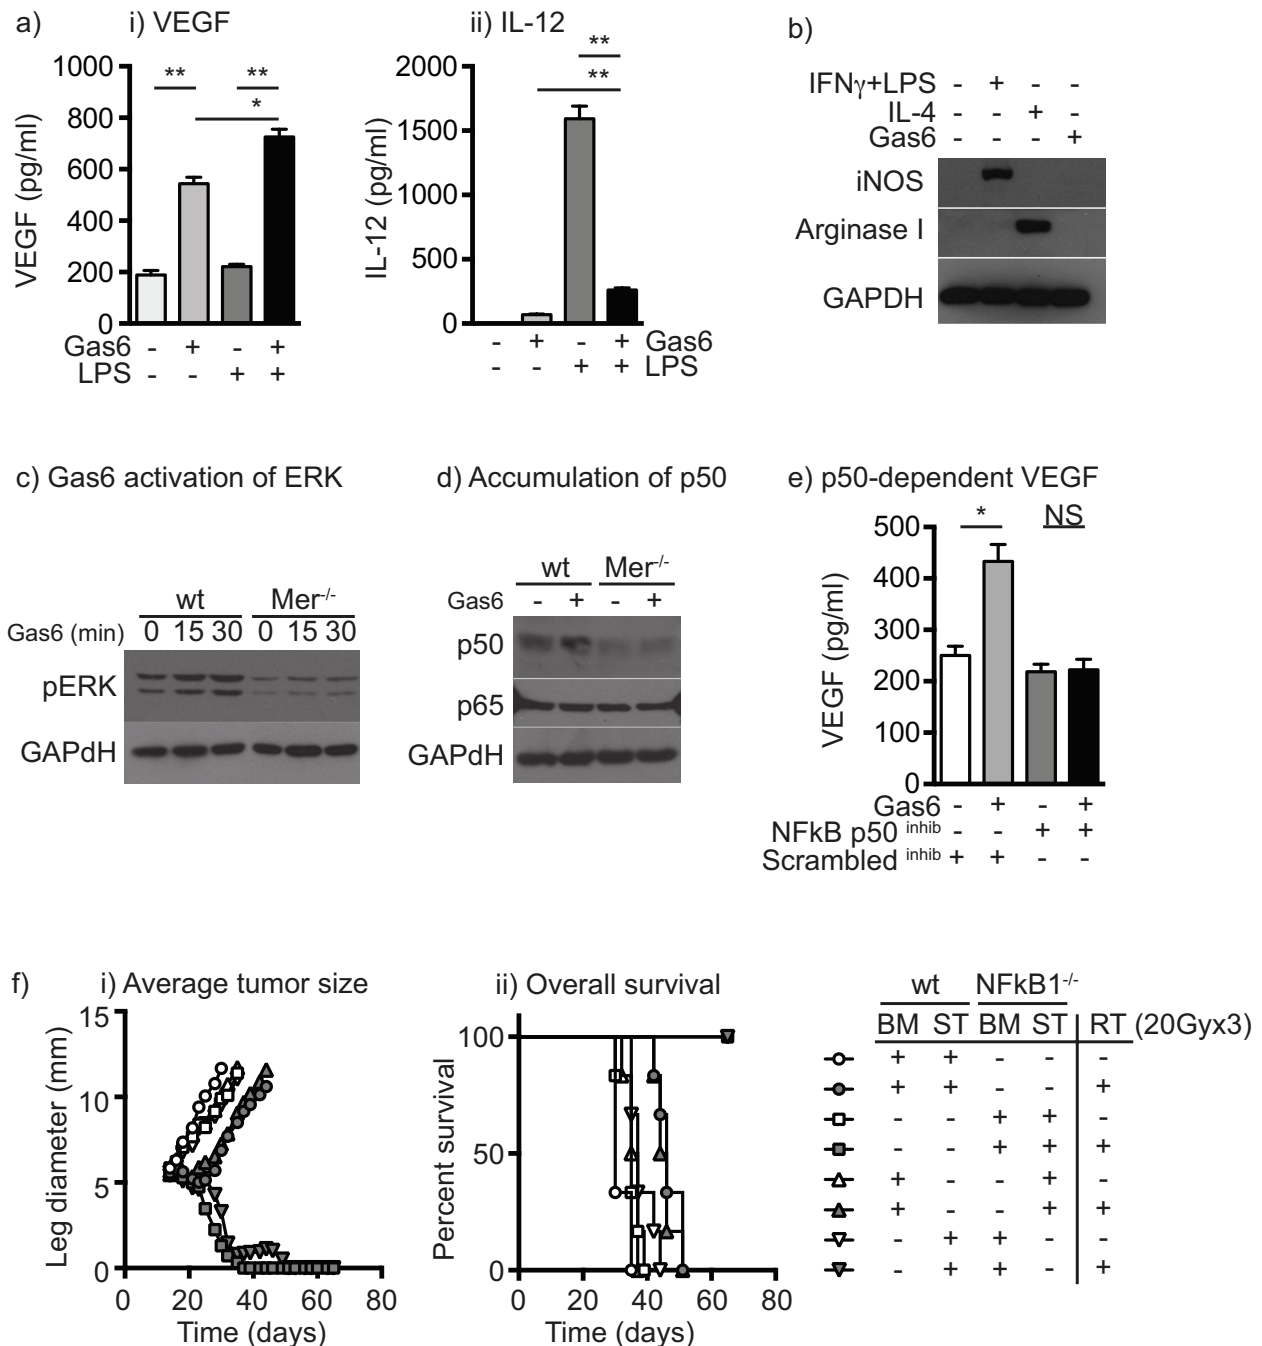 a) i) VEGF ii) IL-12 b)
** ** *
** **
1000
800
600
400
200
0
VEGF (pg/ml)
Gas6 - + - +
LPS - - + +
2000
1500
1000
500
0
IL-12 (pg/ml)
- + - + Gas6
- - + + LPS
IFNγ+LPS - + - -
IL-4 - - + -
Gas6 - - - +
iNOS
Arginase I
GAPDH
c) Gas6 activation of ERK
wt Mer-/-
Gas6 (min) 0 15 30 0 15 30
pERK
GAPdH
d) Accumulation of p50
wt Mer-/-
Gas6 - + - +
p50
p65
GAPdH
e) p50-dependent VEGF
* NS
500
400
300
200
100
0
VEGF (pg/ml)
Gas6 - + - +
NFkB p50 inhib - - + +
Scrambled inhib + + - -
f) i) Average tumor size
15
10
5
0
Leg diameter (mm)
0 20 40 60 80
Time (days)
ii) Overall survival
100
50
0
Percent survival
0 20 40 60 80
Time (days)
wt NFkB1-/-
BM ST BM ST RT (20Gyx3)
+ + - - -
+ + - - +
- - + + -
- - + + +
+ - - + -
+ - - + +
- + + - -
- + + - +